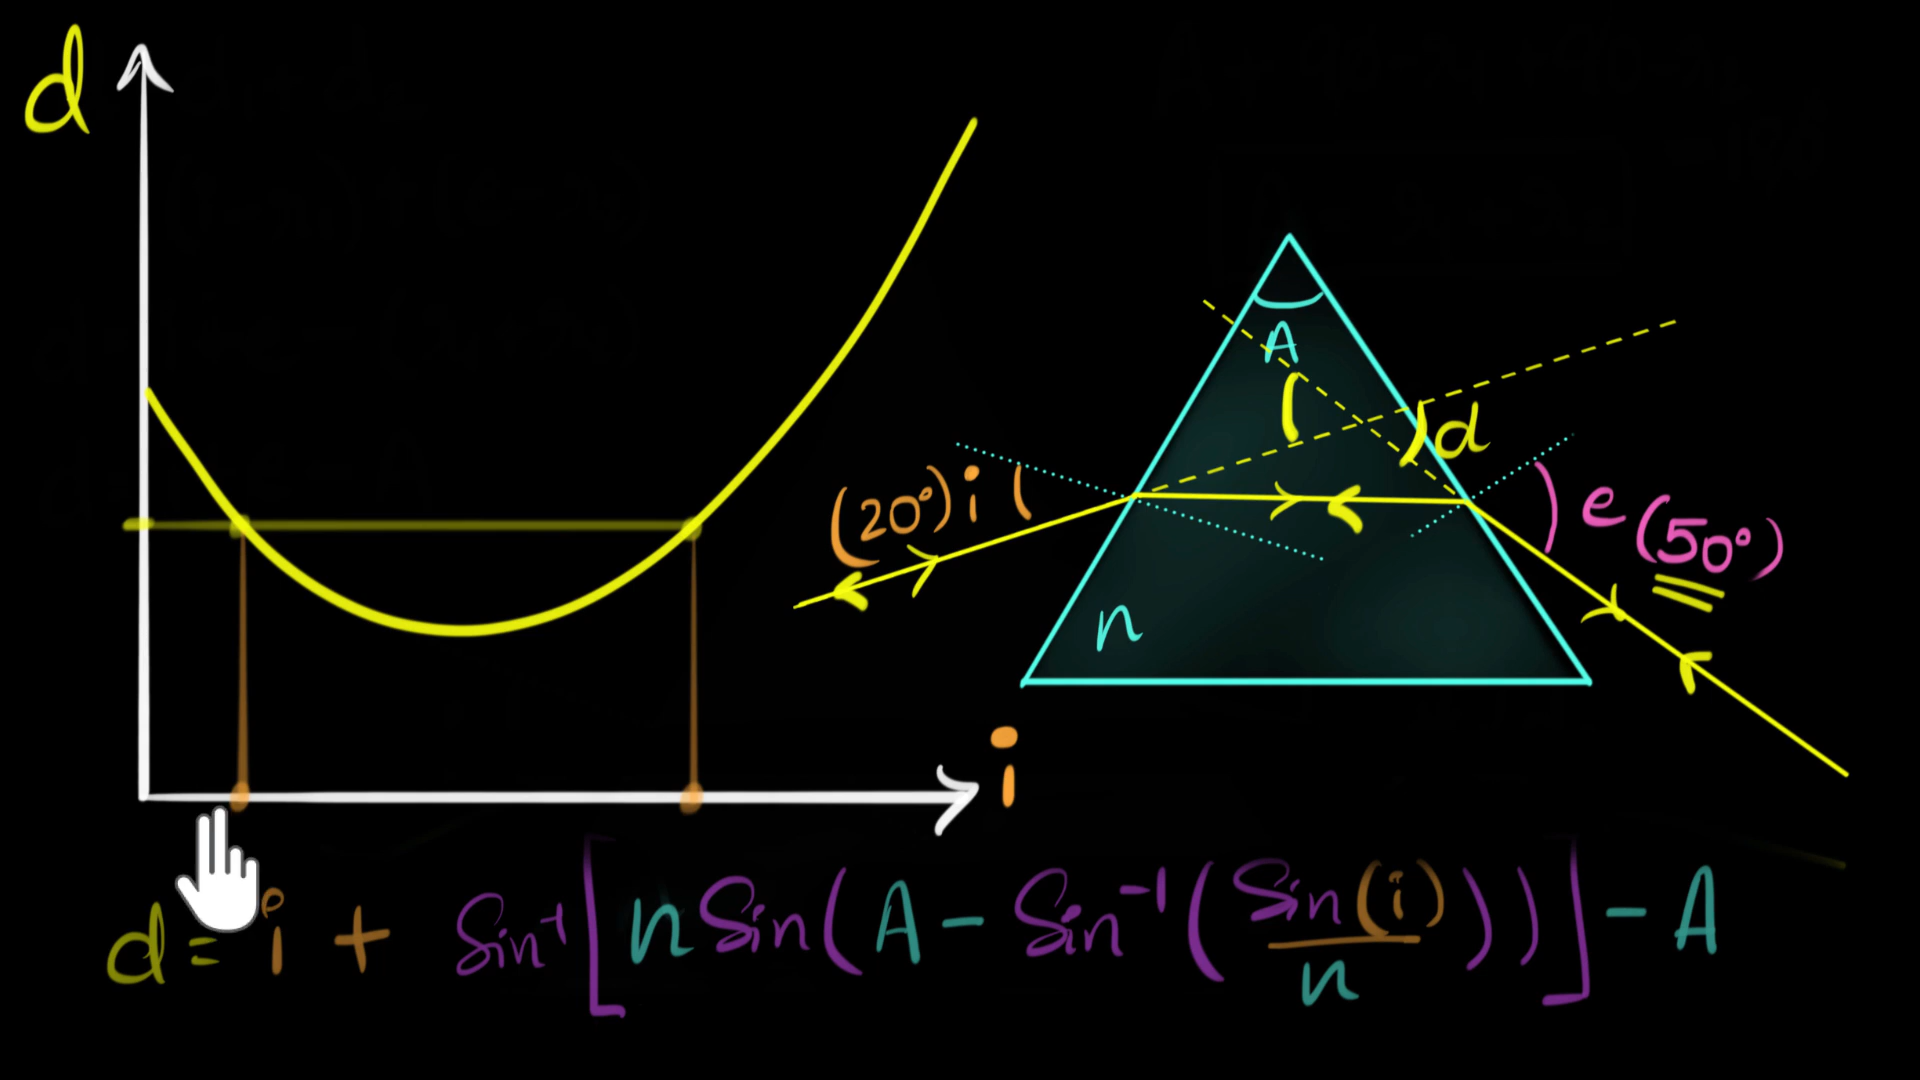 d
A
d
(20°) i
e (50°)
n
i
d = i + Sin⁻¹[n Sin(A - Sin⁻¹(Sin(i)/n))] - A